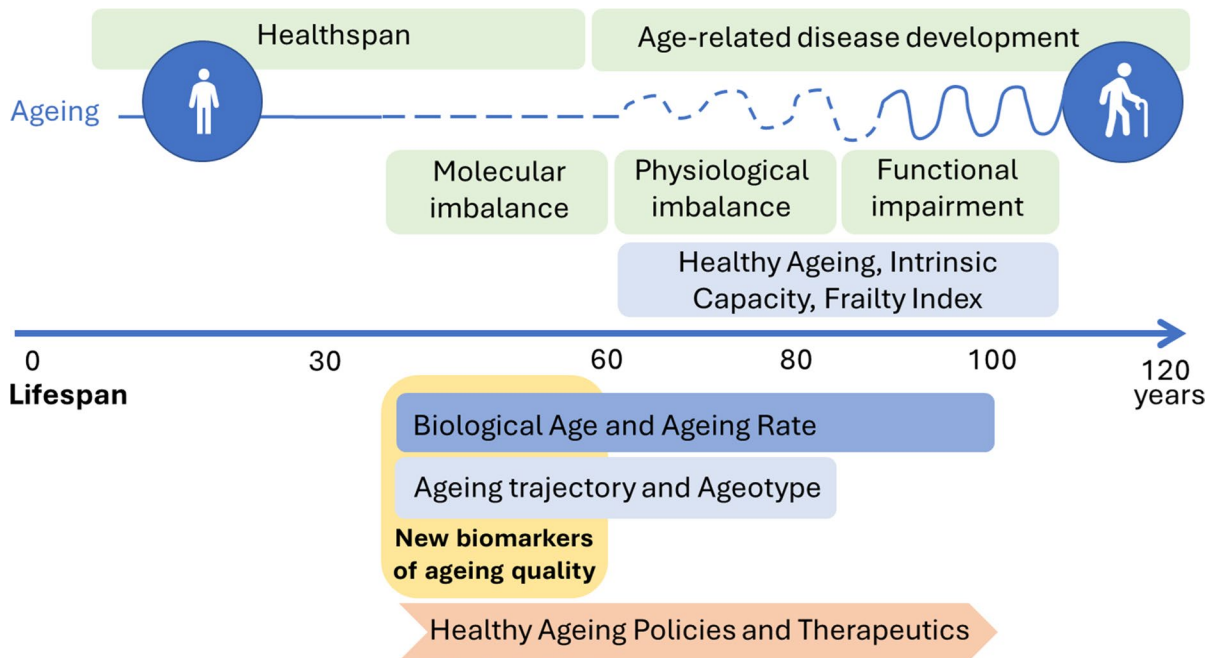 Healthspan
Age-related disease development
Ageing
Molecular
imbalance
Physiological
imbalance
Functional
impairment
Healthy Ageing, Intrinsic
Capacity, Frailty Index
0
30
60
80
100
120
Lifespan
years
Biological Age and Ageing Rate
Ageing trajectory and Ageotype
New biomarkers
of ageing quality
Healthy Ageing Policies and Therapeutics